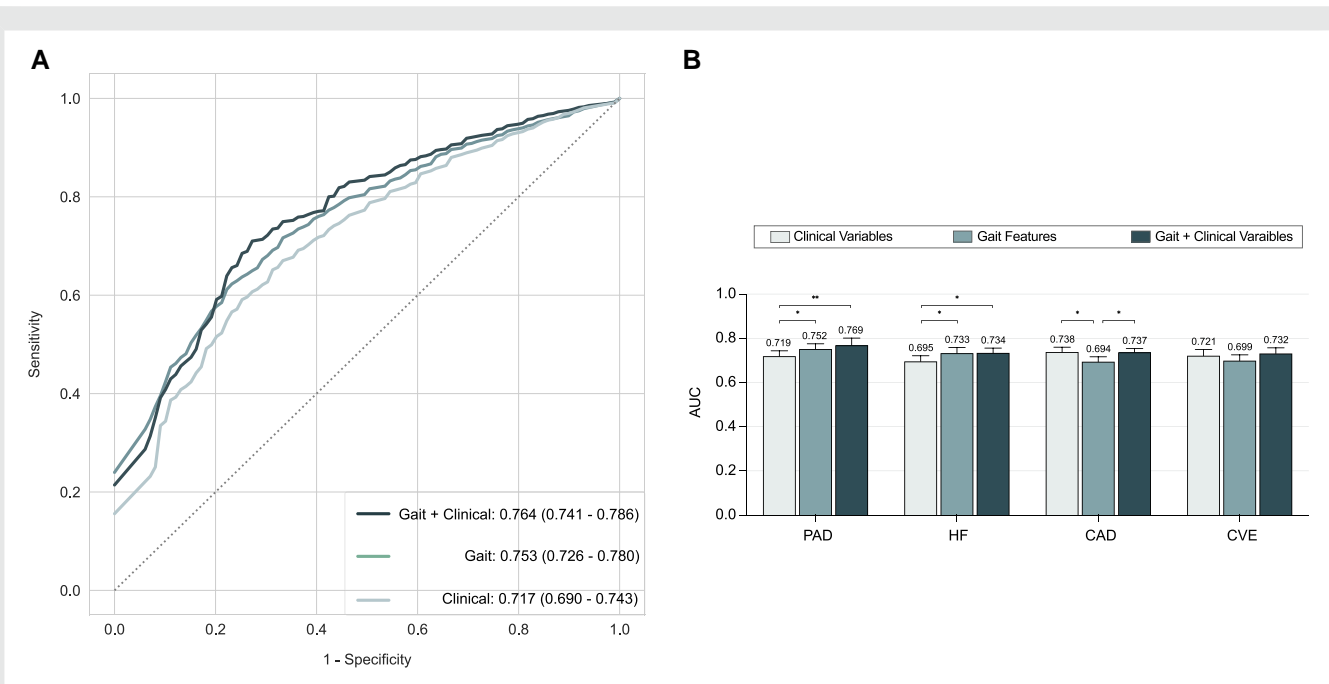 A
1.0
0.8
0.6
0.4
0.2
0.0
Sensitivity
Gait + Clinical: 0.764 (0.741 - 0.786)
Gait: 0.753 (0.726 - 0.780)
Clinical: 0.717 (0.690 - 0.743)
0.0 0.2 0.4 0.6 0.8 1.0
1 - Specificity
B
Clinical Variables Gait Features Gait + Clinical Varaibles
1.0
0.8
0.6
0.4
0.2
0.0
AUC
** * * * * *
0.719 0.752 0.769 0.695 0.733 0.734 0.738 0.694 0.737 0.721 0.699 0.732
PAD HF CAD CVE